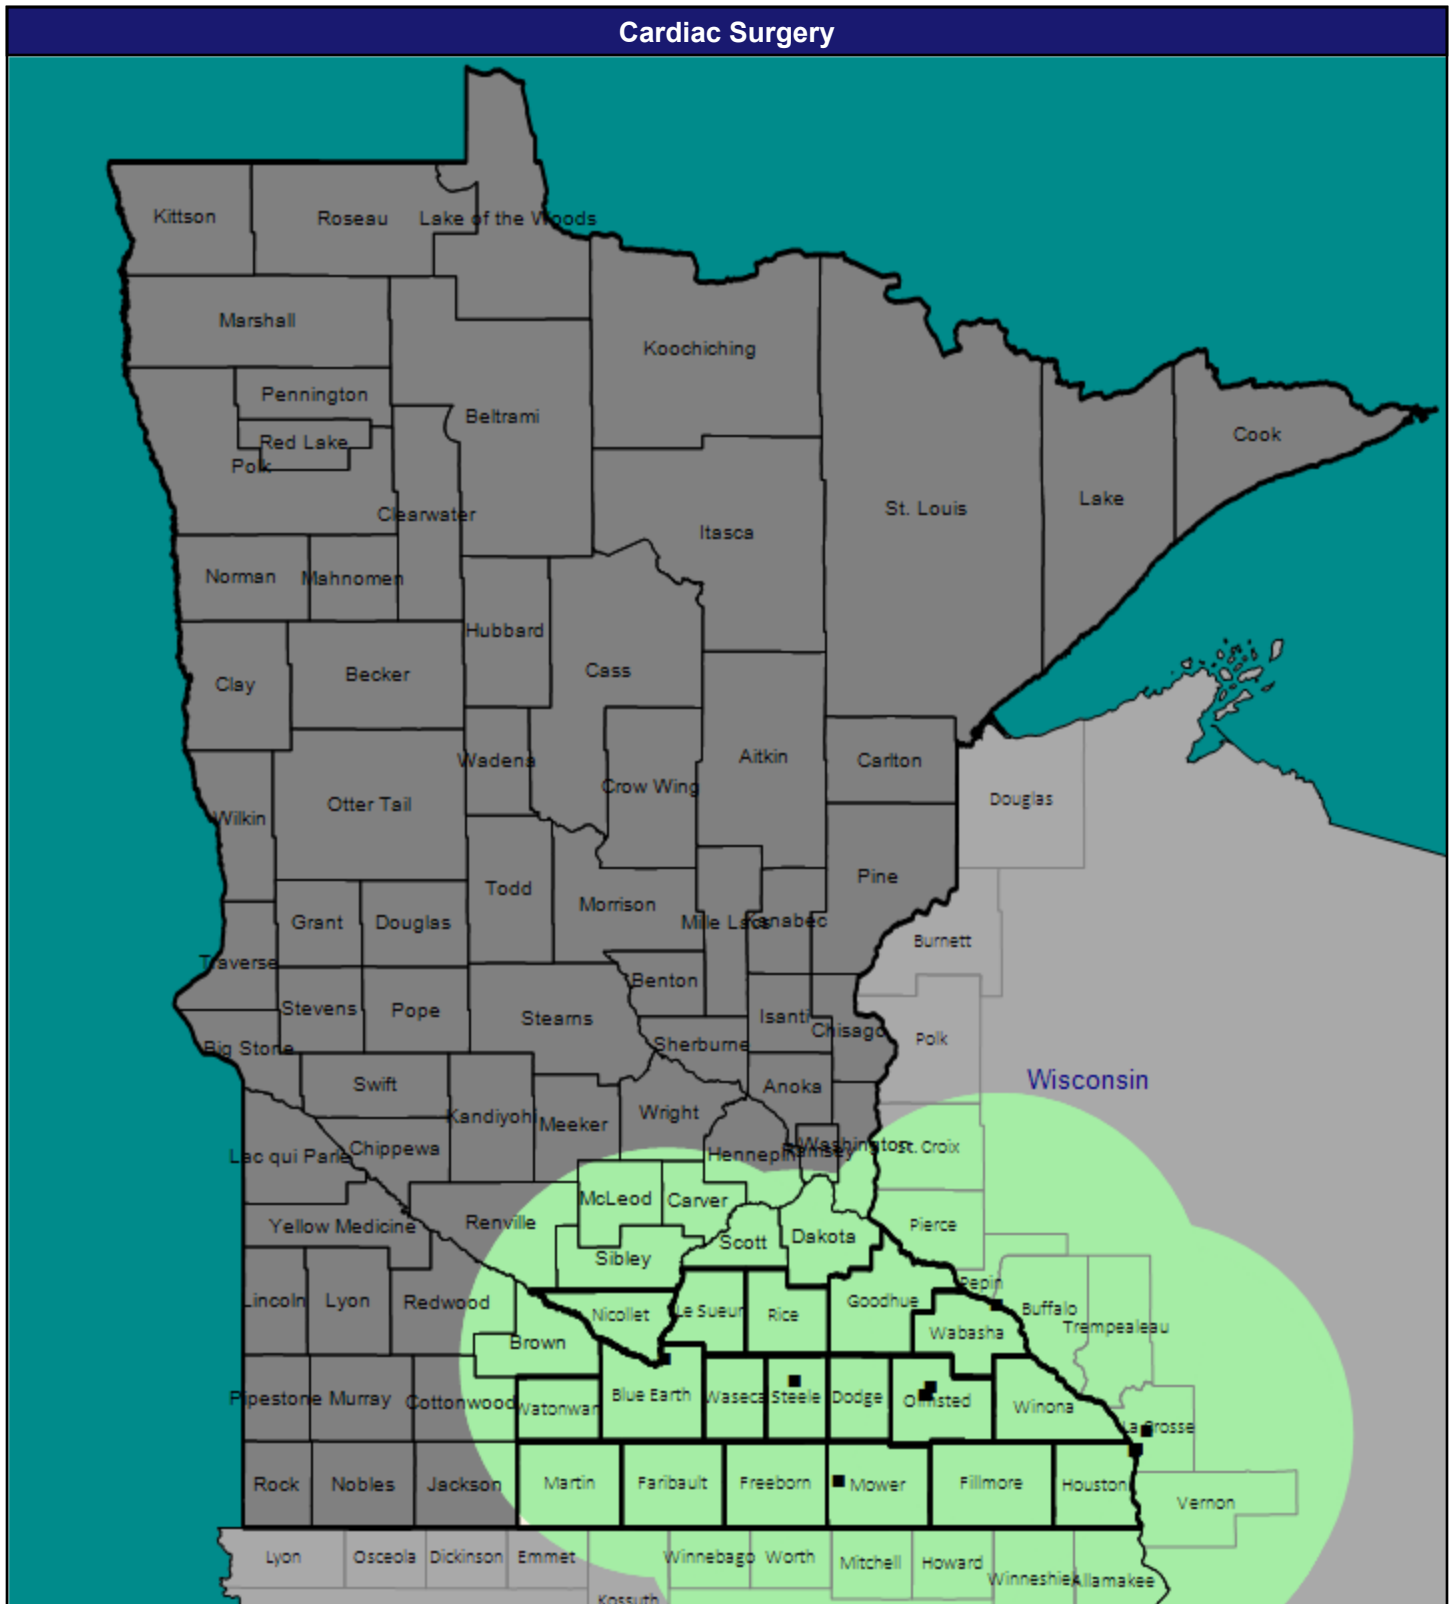 Cardiac Surgery
Kittson
Roseau
Lake of the Woods
Marshall
Koochiching
Pennington
Beltrami
Red Lake
Cook
Polk
Lake
St. Louis
Clearwater
Itasca
Norman
Mahnomen
Hubbard
Cass
Becker
Clay
Aitkin
Wadena
Carlton
Crow Wing
Douglas
Otter Tail
Wilkin
Pine
Todd
Morrison
Grant
Douglas
Mille Lacs
Kanabec
Burnett
Traverse
Benton
Stevens
Pope
Stearns
Isanti
Chisago
Polk
Big Stone
Sherburne
Wisconsin
Swift
Anoka
Wright
Kandiyohi
Meeker
Chippewa
Washington
St. Croix
Lac qui Parle
Hennepin
Ramsey
McLeod
Carver
Renville
Yellow Medicine
Pierce
Scott
Dakota
Sibley
Pepin
Lincoln
Lyon
Redwood
Nicollet
Le Sueur
Rice
Goodhue
Buffalo
Trempealeau
Wabasha
Brown
Pipestone
Murray
Cottonwood
Watonwan
Blue Earth
Waseca
Steele
Dodge
Olmsted
Winona
La Crosse
Rock
Nobles
Jackson
Martin
Faribault
Freeborn
Mower
Fillmore
Houston
Vernon
Lyon
Osceola
Dickinson
Emmet
Winnebago
Worth
Mitchell
Howard
Winneshiek
Allamakee
Kossuth